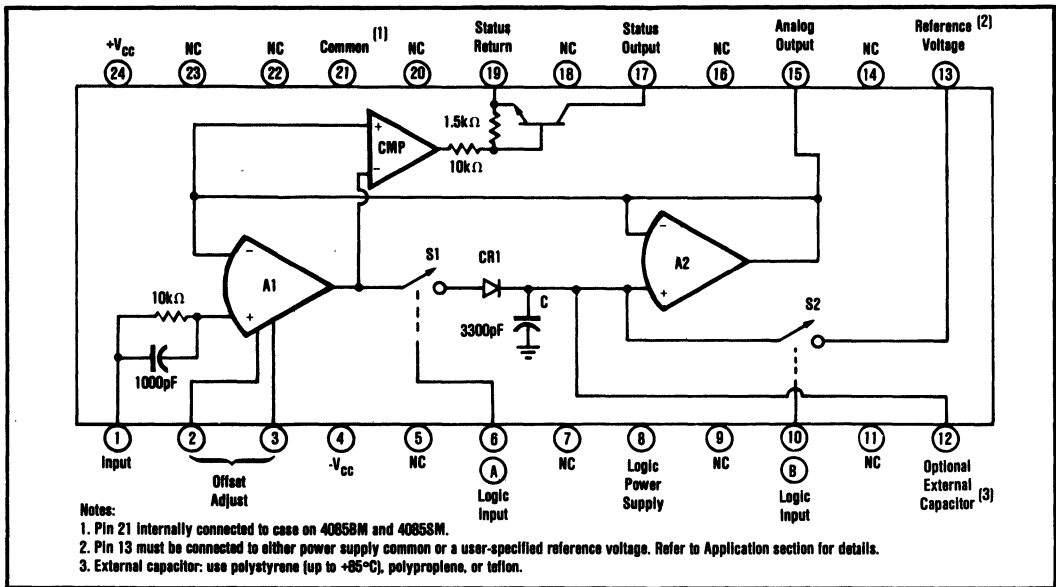 +Vcc
NC
NC
Common (1)
NC
Status Return
NC
Status Output
NC
Analog Output
NC
Reference (2) Voltage
24
23
22
21
20
19
18
17
16
15
14
13
1.5kΩ
+
CMP
−
10kΩ
−
A1
+
10kΩ
1000pF
S1
CR1
C
3300pF
−
A2
+
S2
1
2
3
4
5
6
7
8
9
10
11
12
Input
Offset Adjust
-Vcc
NC
A
Logic Input
NC
Logic Power Supply
NC
B
Logic Input
NC
Optional External Capacitor (3)
Notes:
1. Pin 21 internally connected to case on 4085BM and 4085SM.
2. Pin 13 must be connected to either power supply common or a user-specified reference voltage. Refer to Application section for details.
3. External capacitor: use polystyrene (up to +85°C), polyproplene, or teflon.